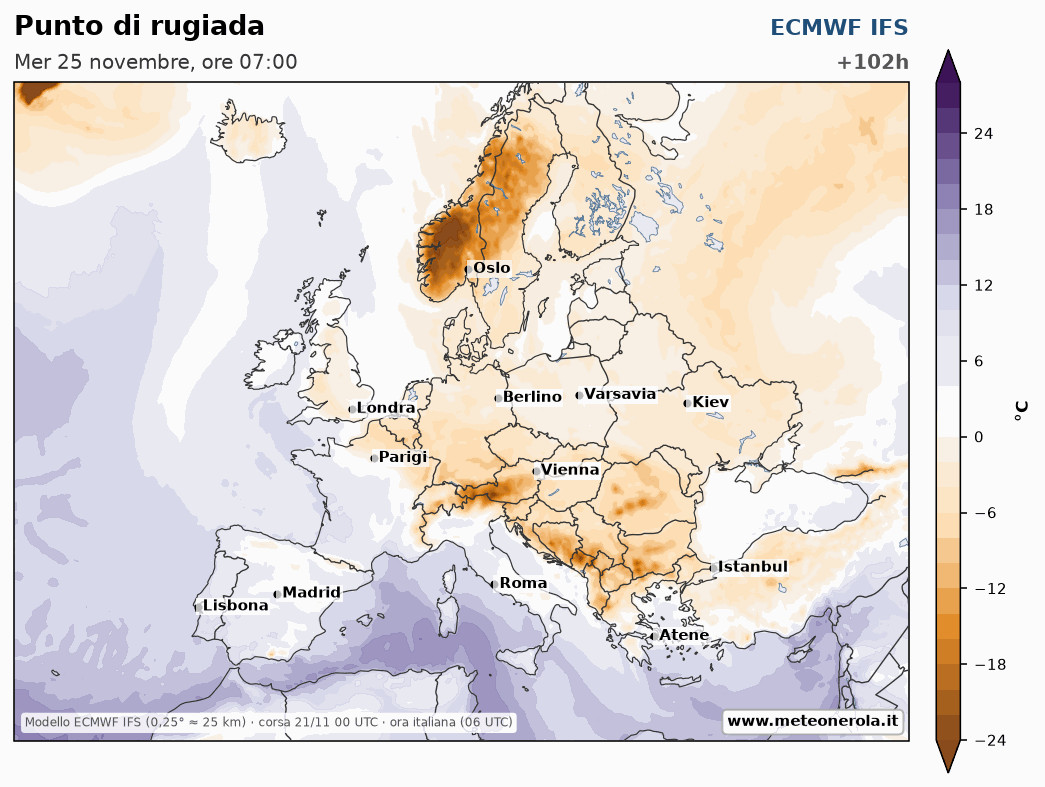 Punto di rugiada
ECMWF IFS
Mer 25 novembre, ore 07:00
+102h
24
18
12
6
0
−6
−12
−18
−24
°C
Oslo
Berlino
Varsavia
Kiev
Londra
Parigi
Vienna
Istanbul
Roma
Madrid
Lisbona
Atene
Modello ECMWF IFS (0.25° ≈ 25 km) · corsa 21/11 00 UTC · ora italiana (06 UTC)
www.meteonerola.it